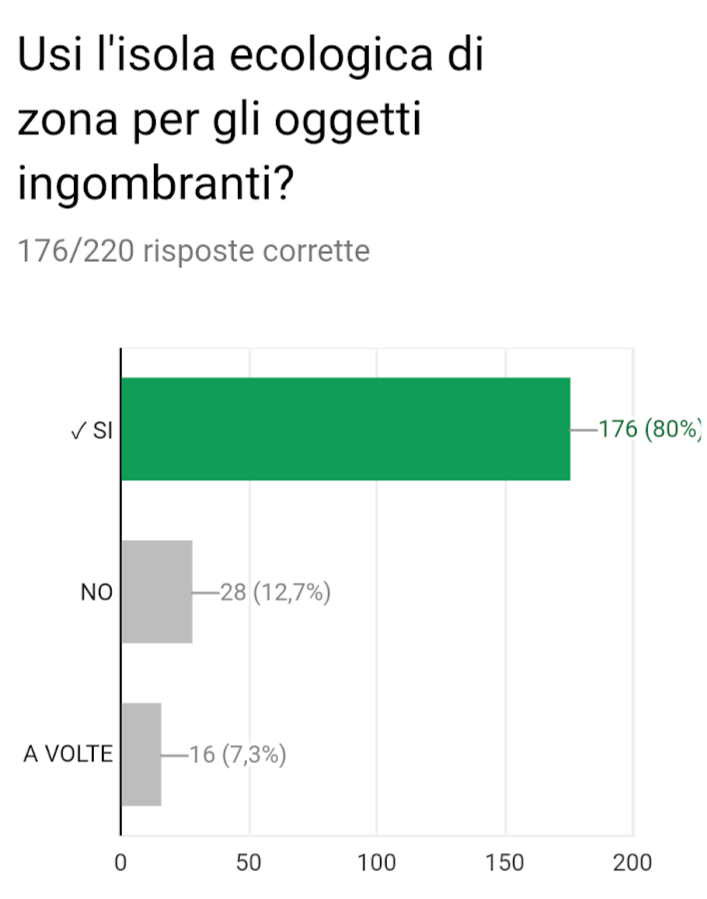 Usi l'isola ecologica di
zona per gli oggetti
ingombranti?
176/220 risposte corrette
✓ SI
176 (80%)
NO
28 (12,7%)
A VOLTE
16 (7,3%)
0 50 100 150 200